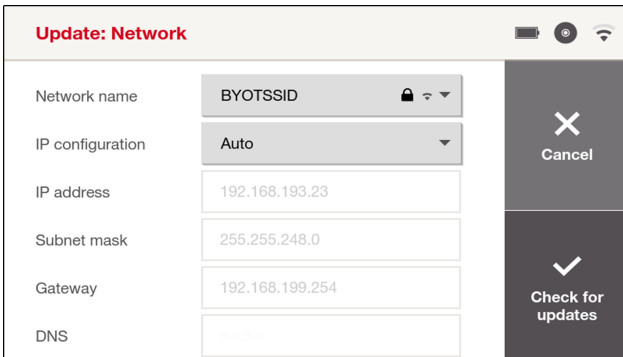 Update: Network
Network name
BYOTSSID
IP configuration
Auto
IP address
192.168.193.23
Subnet mask
255.255.248.0
Gateway
192.168.199.254
DNS
Cancel
Check for
updates